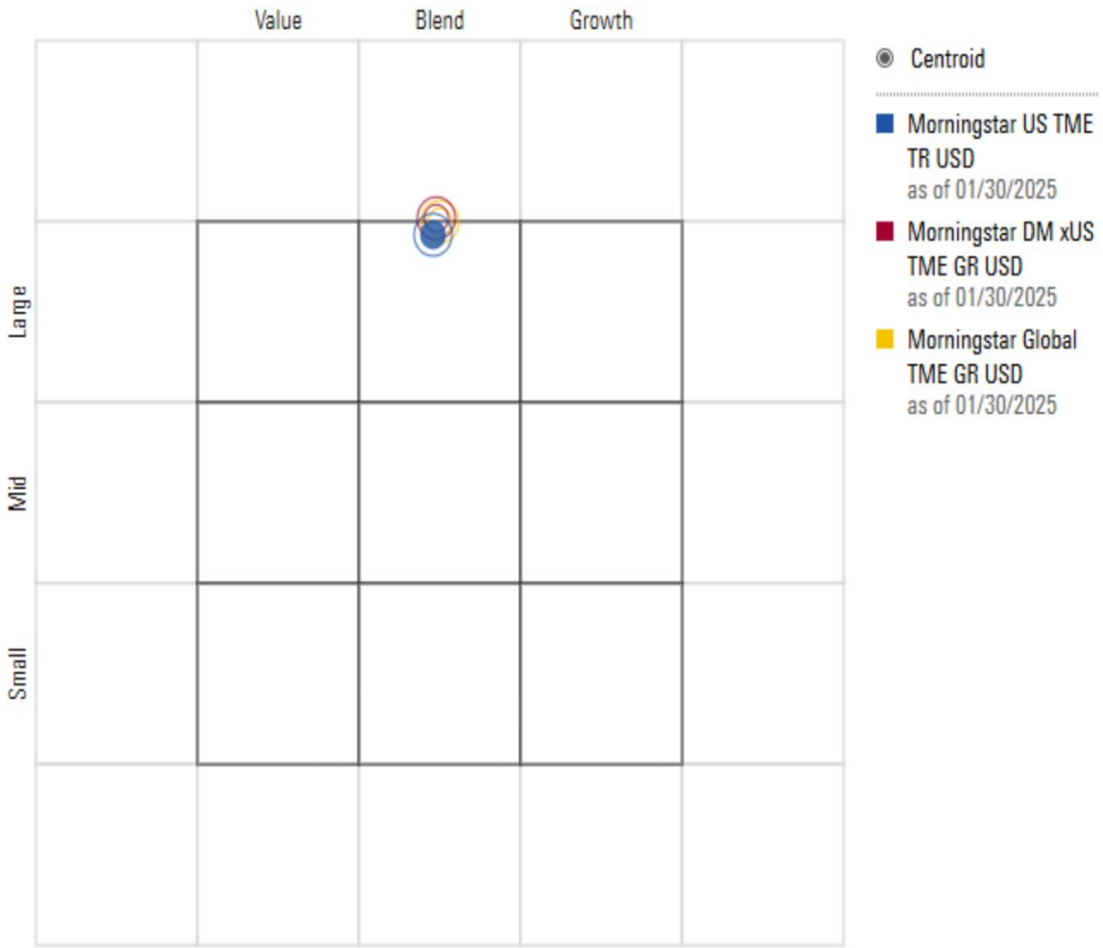 Value Blend Growth
Centroid
Morningstar US TME
TR USD
as of 01/30/2025
Morningstar DM xUS
TME GR USD
as of 01/30/2025
Morningstar Global
TME GR USD
as of 01/30/2025
Large
Mid
Small